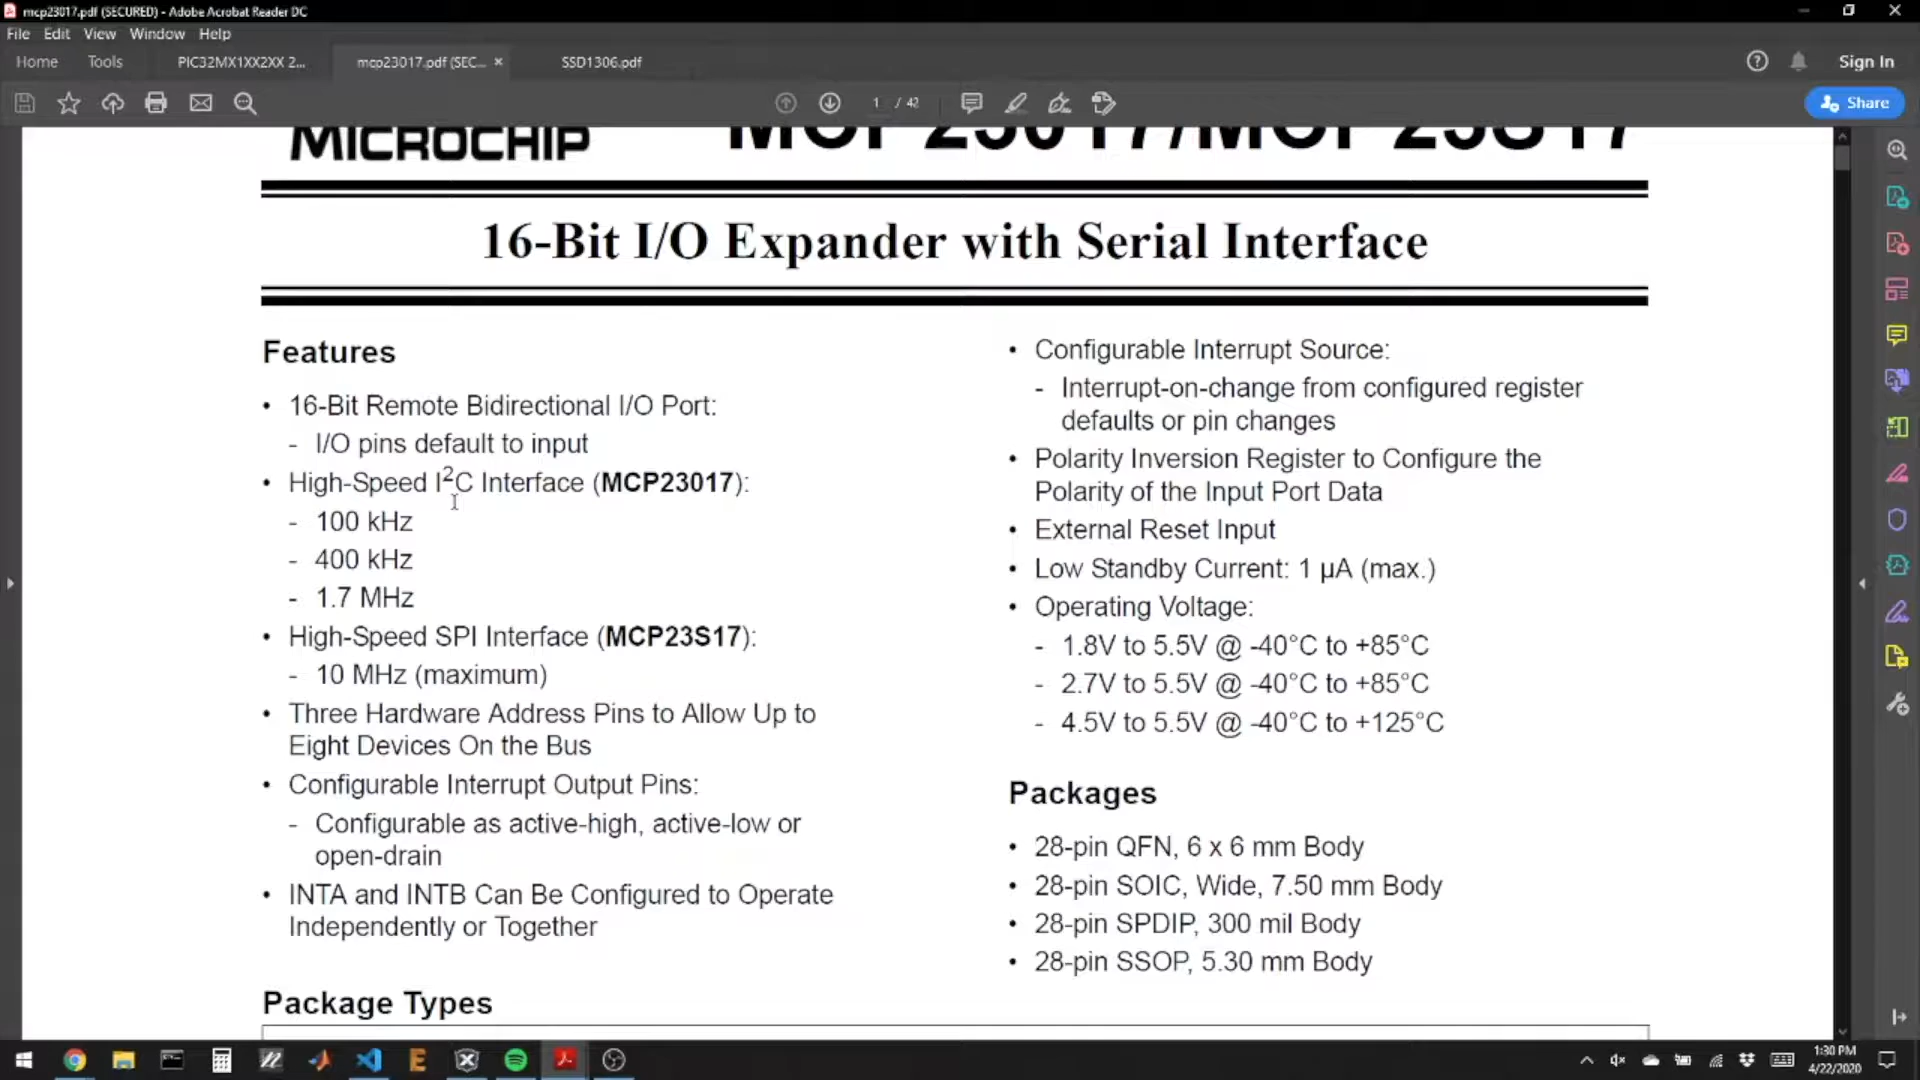 mcp23017.pdf (SECURED) - Adobe Acrobat Reader DC
File Edit View Window Help
Home Tools PIC32MX1XX2XX 2... mcp23017.pdf (SEC... × SSD1306.pdf Sign In
1 / 42 Share
MICROCHIP MCP23017/MCP23S17
16-Bit I/O Expander with Serial Interface
Features
• 16-Bit Remote Bidirectional I/O Port:
- I/O pins default to input
• High-Speed I²C Interface (MCP23017):
- 100 kHz
- 400 kHz
- 1.7 MHz
• High-Speed SPI Interface (MCP23S17):
- 10 MHz (maximum)
• Three Hardware Address Pins to Allow Up to
Eight Devices On the Bus
• Configurable Interrupt Output Pins:
- Configurable as active-high, active-low or
open-drain
• INTA and INTB Can Be Configured to Operate
Independently or Together
• Configurable Interrupt Source:
- Interrupt-on-change from configured register
defaults or pin changes
• Polarity Inversion Register to Configure the
Polarity of the Input Port Data
• External Reset Input
• Low Standby Current: 1 µA (max.)
• Operating Voltage:
- 1.8V to 5.5V @ -40°C to +85°C
- 2.7V to 5.5V @ -40°C to +85°C
- 4.5V to 5.5V @ -40°C to +125°C
Packages
• 28-pin QFN, 6 x 6 mm Body
• 28-pin SOIC, Wide, 7.50 mm Body
• 28-pin SPDIP, 300 mil Body
• 28-pin SSOP, 5.30 mm Body
Package Types
1:30 PM
4/22/2020